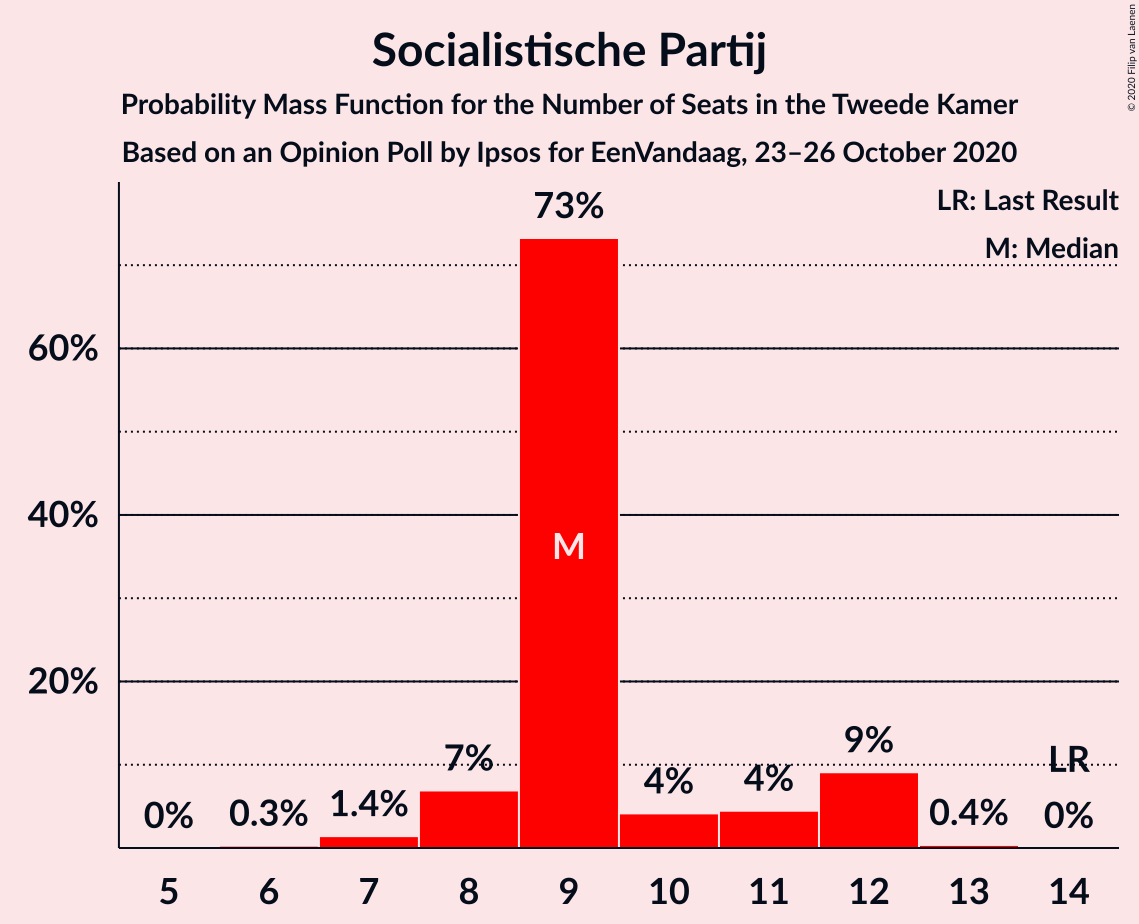 Socialistische Partij
Probability Mass Function for the Number of Seats in the Tweede Kamer
Based on an Opinion Poll by Ipsos for EenVandaag, 23–26 October 2020
© 2020 Filip van Laenen
LR: Last Result
M: Median
73%
60%
40%
20%
M
0%
0.3%
1.4%
7%
4%
4%
9%
0.4%
LR
0%
5 6 7 8 9 10 11 12 13 14